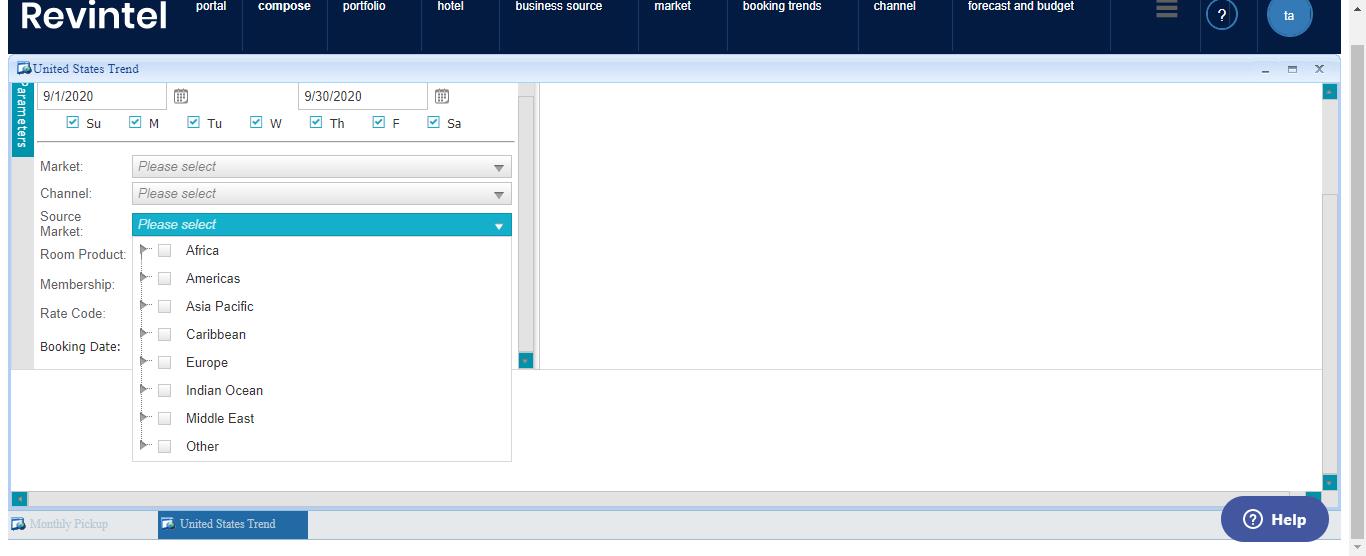 Revintel
portal compose portfolio hotel business source market booking trends channel forecast and budget ? ta
United States Trend
Parameters
9/1/2020 9/30/2020
Su M Tu W Th F Sa
Market: Please select
Channel: Please select
Source
Market: Please select
Room Product:
Membership:
Rate Code:
Booking Date:
Africa
Americas
Asia Pacific
Caribbean
Europe
Indian Ocean
Middle East
Other
Monthly Pickup United States Trend
? Help